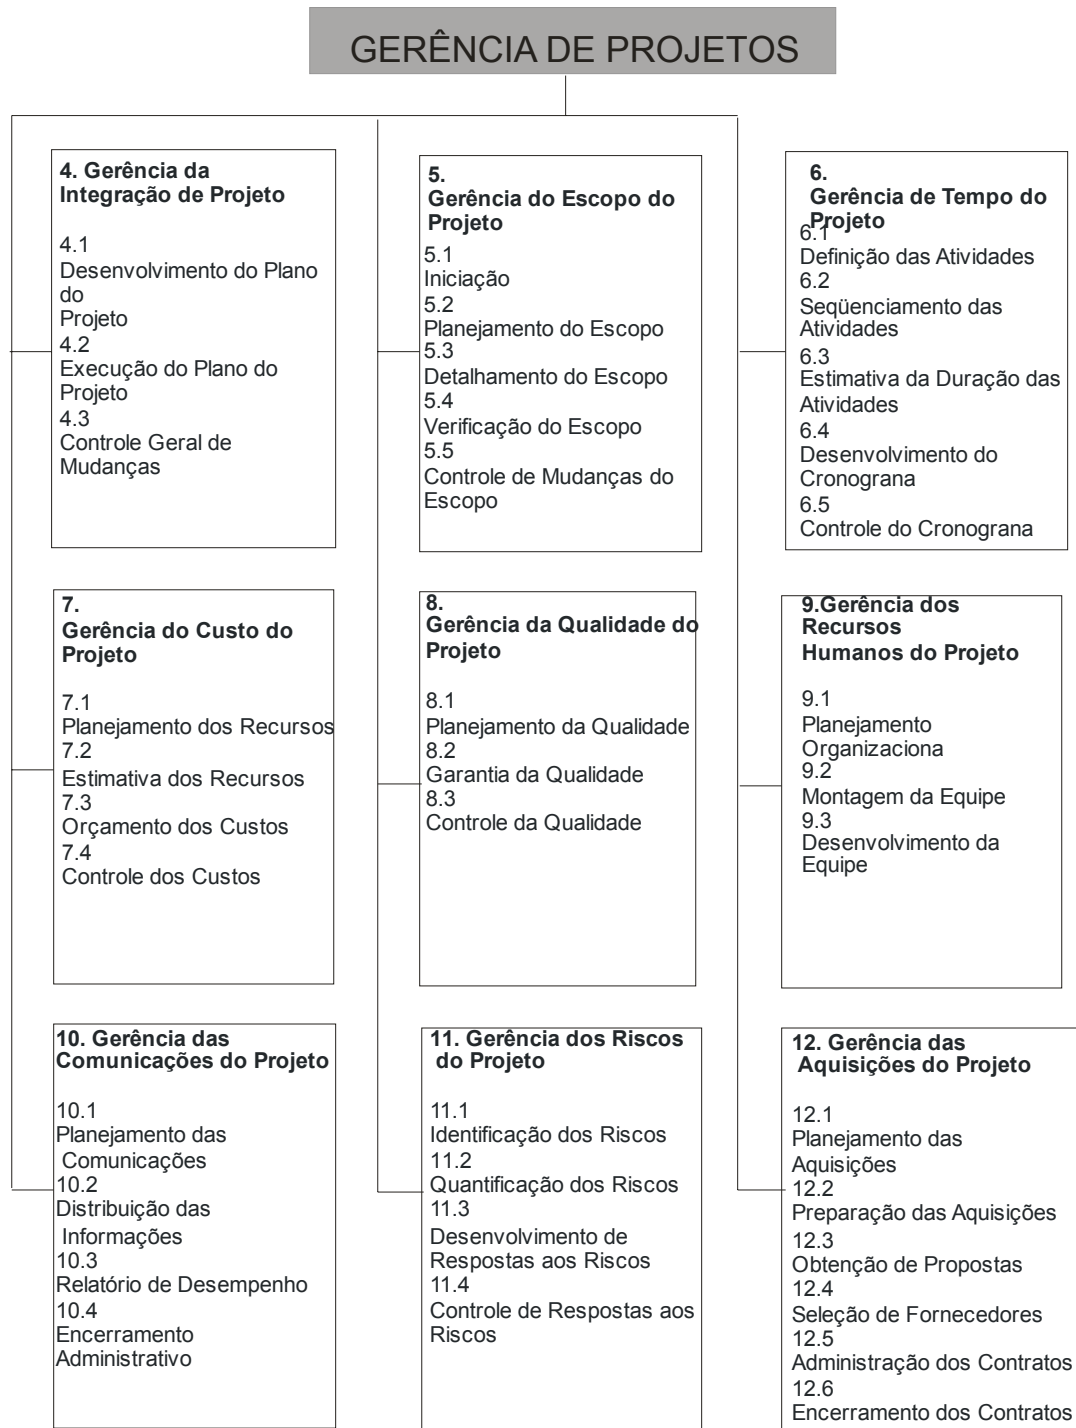 GERÊNCIA DE PROJETOS
4. Gerência da
Integração de Projeto
4.1
Desenvolvimento do Plano
do
Projeto
4.2
Execução do Plano do
Projeto
4.3
Controle Geral de
Mudanças
5.
Gerência do Escopo do
Projeto
5.1
Iniciação
5.2
Planejamento do Escopo
5.3
Detalhamento do Escopo
5.4
Verificação do Escopo
5.5
Controle de Mudanças do
Escopo
6.
Gerência de Tempo do
Projeto
6.1
Definição das Atividades
6.2
Seqüenciamento das
Atividades
6.3
Estimativa da Duração das
Atividades
6.4
Desenvolvimento do
Cronograna
6.5
Controle do Cronograna
7.
Gerência do Custo do
Projeto
7.1
Planejamento dos Recursos
7.2
Estimativa dos Recursos
7.3
Orçamento dos Custos
7.4
Controle dos Custos
8.
Gerência da Qualidade do
Projeto
8.1
Planejamento da Qualidade
8.2
Garantia da Qualidade
8.3
Controle da Qualidade
9.Gerência dos
Recursos
Humanos do Projeto
9.1
Planejamento
Organizaciona
9.2
Montagem da Equipe
9.3
Desenvolvimento da
Equipe
10. Gerência das
Comunicações do Projeto
10.1
Planejamento das
Comunicações
10.2
Distribuição das
Informações
10.3
Relatório de Desempenho
10.4
Encerramento
Administrativo
11. Gerência dos Riscos
do Projeto
11.1
Identificação dos Riscos
11.2
Quantificação dos Riscos
11.3
Desenvolvimento de
Respostas aos Riscos
11.4
Controle de Respostas aos
Riscos
12. Gerência das
Aquisições do Projeto
12.1
Planejamento das
Aquisições
12.2
Preparação das Aquisições
12.3
Obtenção de Propostas
12.4
Seleção de Fornecedores
12.5
Administração dos Contratos
12.6
Encerramento dos Contratos